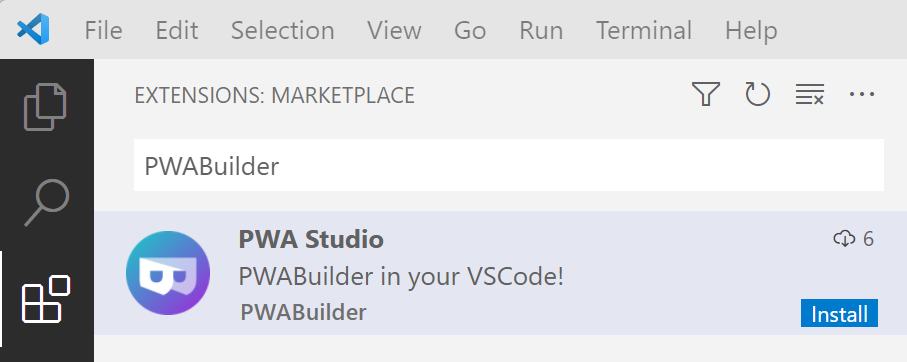 File Edit Selection View Go Run Terminal Help
EXTENSIONS: MARKETPLACE
PWABuilder
PWA Studio 6
PWABuilder in your VSCode!
PWABuilder Install